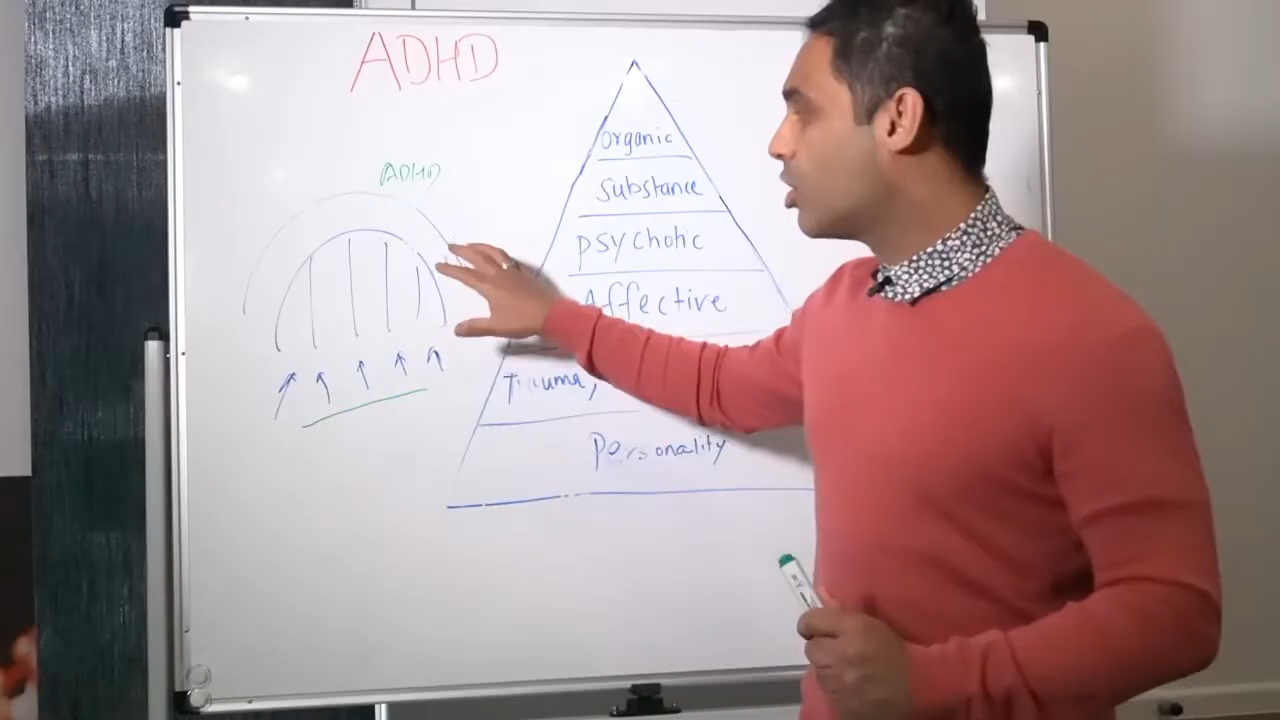 ADHD
ADHD
organic
substance
psychotic
Affective
Trauma,
Personality